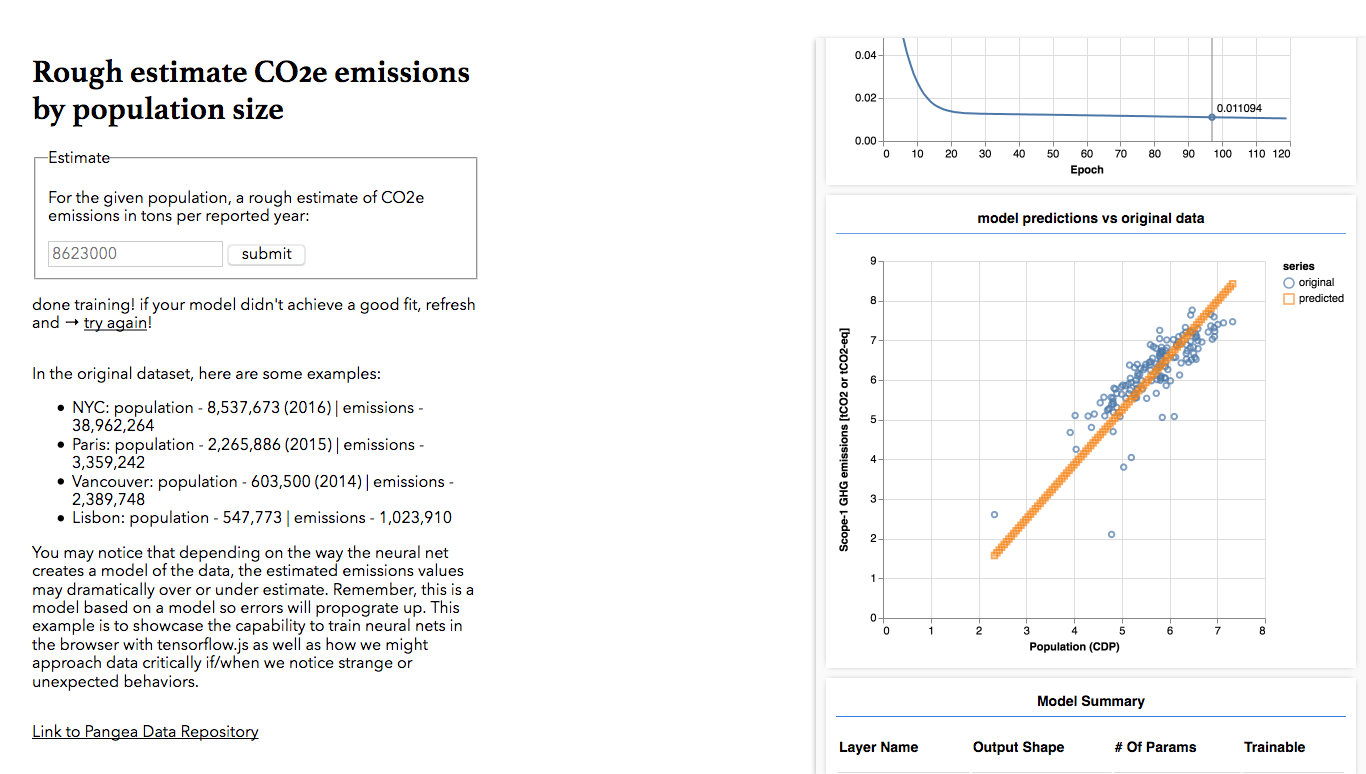 Rough estimate CO2e emissions
by population size
Estimate
For the given population, a rough estimate of CO2e
emissions in tons per reported year:
8623000
submit
done training! if your model didn't achieve a good fit, refresh
and → try again!
In the original dataset, here are some examples:
• NYC: population - 8,537,673 (2016) | emissions -
38,962,264
• Paris: population - 2,265,886 (2015) | emissions -
3,359,242
• Vancouver: population - 603,500 (2014) | emissions -
2,389,748
• Lisbon: population - 547,773 | emissions - 1,023,910
You may notice that depending on the way the neural net
creates a model of the data, the estimated emissions values
may dramatically over or under estimate. Remember, this is a
model based on a model so errors will propograte up. This
example is to showcase the capability to train neural nets in
the browser with tensorflow.js as well as how we might
approach data critically if/when we notice strange or
unexpected behaviors.
Link to Pangea Data Repository
0.04
0.02
0.00
0.011094
0 10 20 30 40 50 60 70 80 90 100 110 120
Epoch
model predictions vs original data
9
8
7
6
5
4
3
2
1
0
Scope-1 GHG emissions [tCO2 or tCO2-eq]
0 1 2 3 4 5 6 7 8
Population (CDP)
series
original
predicted
Model Summary
Layer Name Output Shape # Of Params Trainable